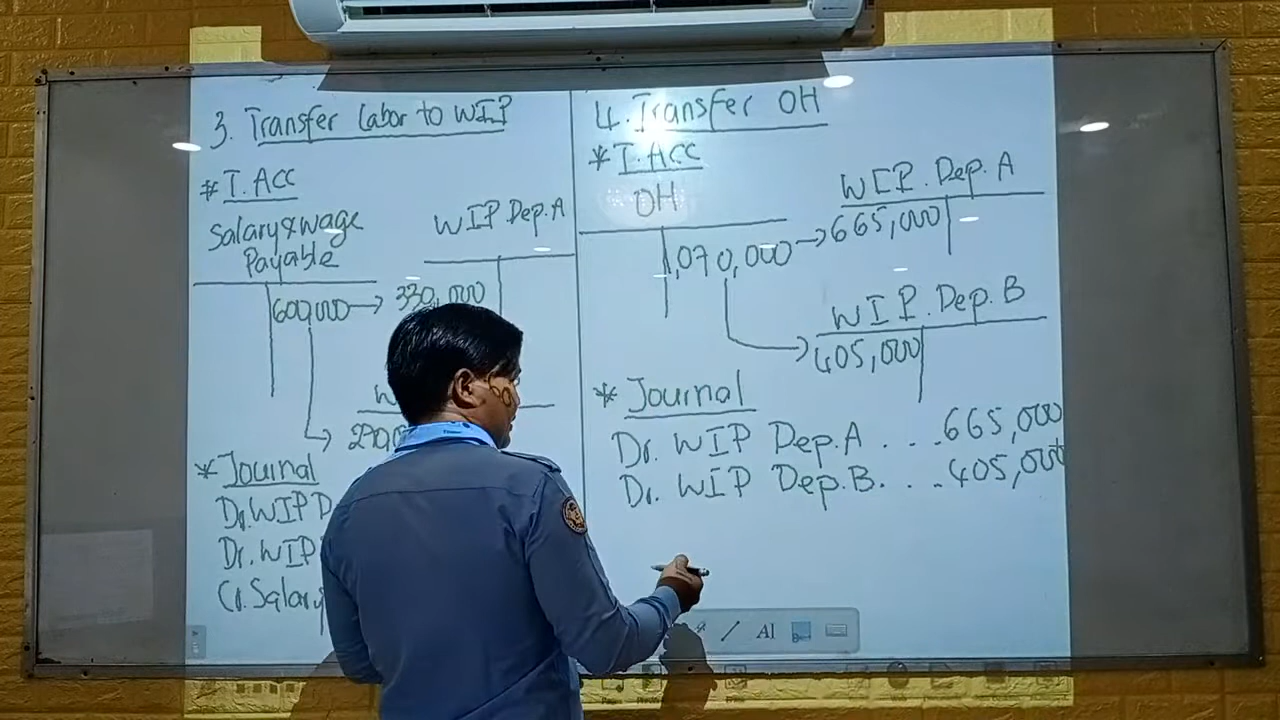 3. Transfer Labor to WIP
* T. Acc
Salary & wage
Payable
WIP Dep. A
600,000 → 330,000
* Journal
Dr. WIP
Dr. WIP
Cr. Salary
4. Transfer OH
* T. Acc
OH
WIP. Dep. A
1,070,000 → 665,000
WIP. Dep. B
405,000
* Journal
Dr. WIP Dep. A . . . 665,000
Dr. WIP Dep. B . . . 405,000
AI